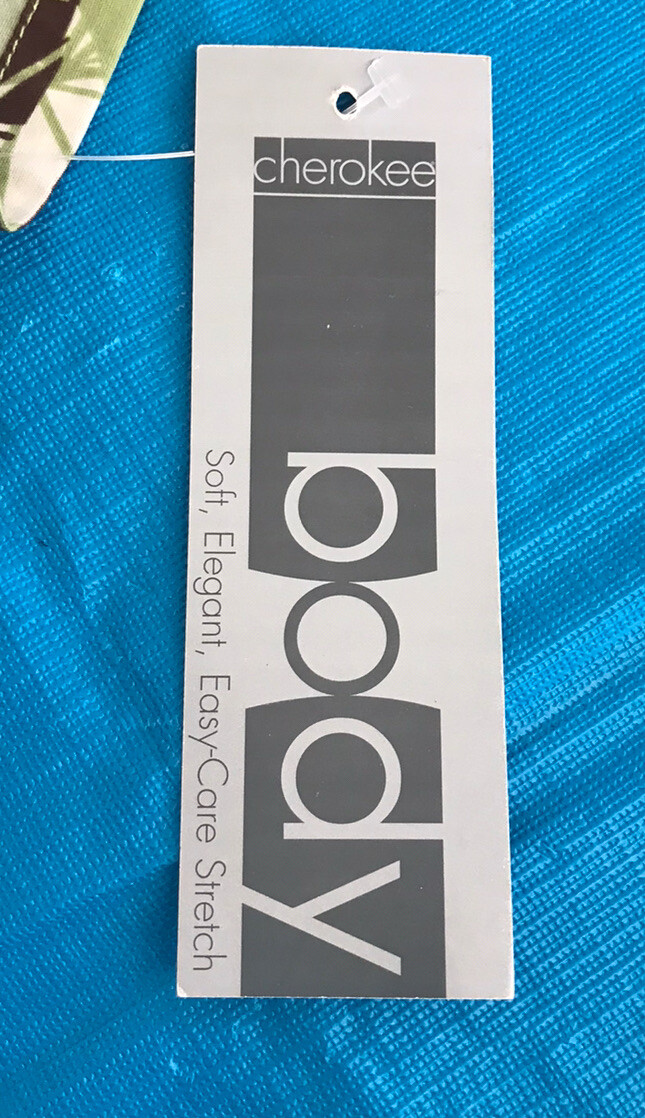 cherokee®
body
Soft, Elegant, Easy-Care Stretch